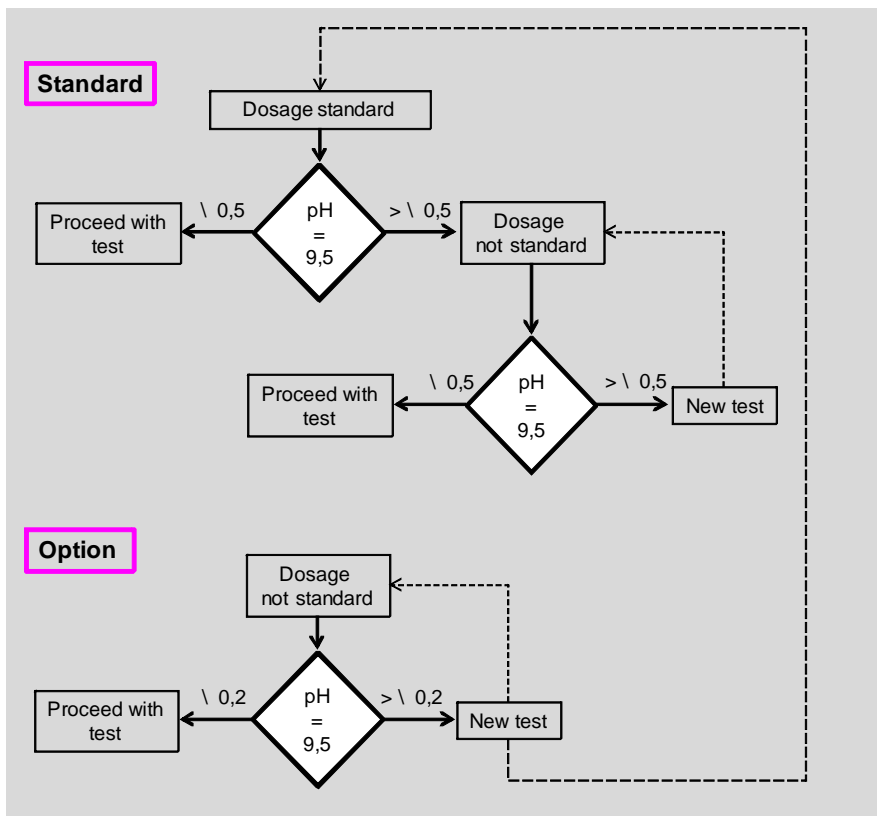 Standard
Dosage standard
Proceed with
test
\ 0,5
pH
=
9,5
> \ 0,5
Dosage
not standard
Proceed with
test
\ 0,5
pH
=
9,5
> \ 0,5
New test
Option
Dosage
not standard
Proceed with
test
\ 0,2
pH
=
9,5
> \ 0,2
New test